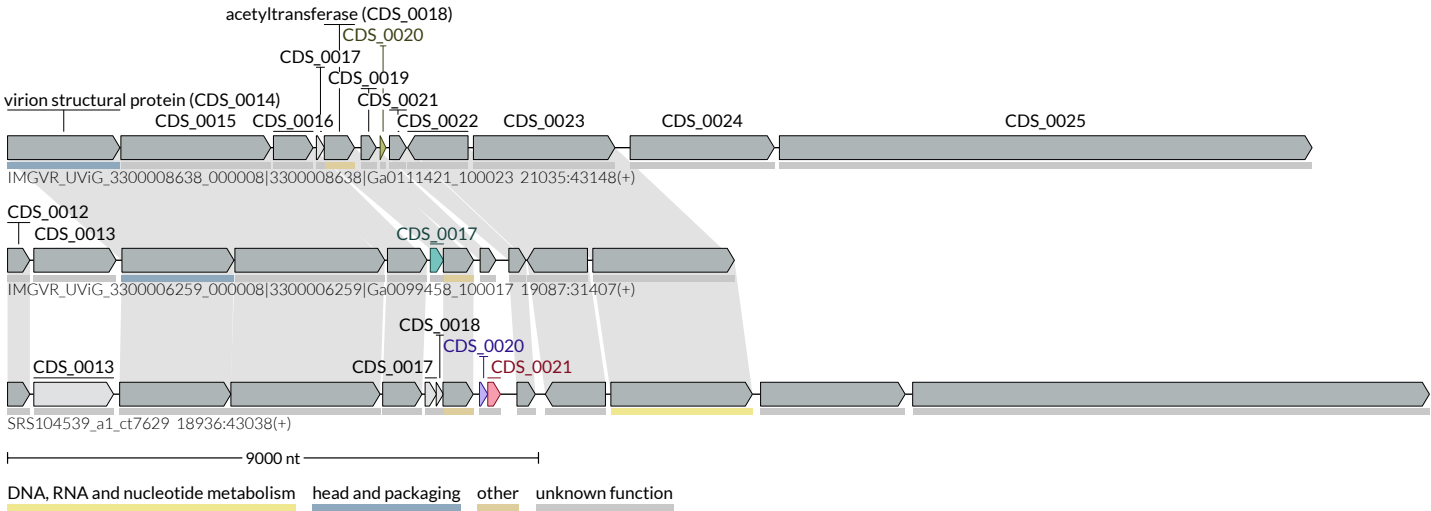 acetyltransferase (CDS_0018)
CDS_0020
CDS_0017
CDS_0019
virion structural protein (CDS_0014)
CDS_0021
CDS_0015
CDS_0016
CDS_0022
CDS_0023
CDS_0024
CDS_0025
IMGVR_UViG_3300008638_000008|3300008638|Ga0111421_100023 21035:43148(+)
CDS_0012
CDS_0013
CDS_0017
IMGVR_UViG_3300006259_000008|3300006259|Ga0099458_100017 19087:31407(+)
CDS_0018
CDS_0020
CDS_0013
CDS_0017
CDS_0021
SRS104539_a1_ct7629 18936:43038(+)
9000 nt
DNA, RNA and nucleotide metabolism
head and packaging
other
unknown function